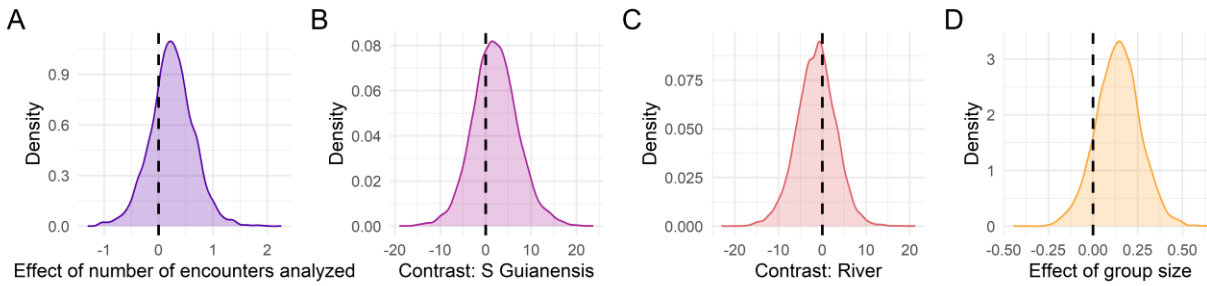 A
Density
0.9
0.6
0.3
0.0
-1 0 1 2
Effect of number of encounters analyzed
B
Density
0.08
0.06
0.04
0.02
0.00
-20 -10 0 10 20
Contrast: S Guianensis
C
Density
0.075
0.050
0.025
0.000
-20 -10 0 10 20
Contrast: River
D
Density
3
2
1
0
-0.50 -0.25 0.00 0.25 0.50
Effect of group size